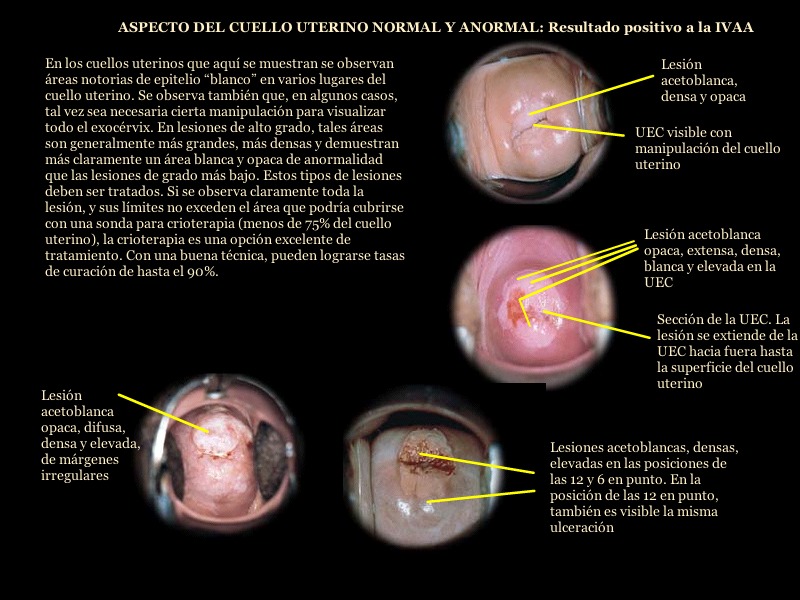 ASPECTO DEL CUELLO UTERINO NORMAL Y ANORMAL: Resultado positivo a la IVAA
En los cuellos uterinos que aquí se muestran se observan
áreas notorias de epitelio “blanco” en varios lugares del
cuello uterino. Se observa también que, en algunos casos,
tal vez sea necesaria cierta manipulación para visualizar
todo el exocérvix. En lesiones de alto grado, tales áreas
son generalmente más grandes, más densas y demuestran
más claramente un área blanca y opaca de anormalidad
que las lesiones de grado más bajo. Estos tipos de lesiones
deben ser tratados. Si se observa claramente toda la
lesión, y sus límites no exceden el área que podría cubrirse
con una sonda para crioterapia (menos de 75% del cuello
uterino), la crioterapia es una opción excelente de
tratamiento. Con una buena técnica, pueden lograrse tasas
de curación de hasta el 90%.
Lesión
acetoblanca,
densa y opaca
UEC visible con
manipulación del cuello
uterino
Lesión acetoblanca
opaca, extensa, densa,
blanca y elevada en la
UEC
Sección de la UEC. La
lesión se extiende de la
UEC hacia fuera hasta
la superficie del cuello
uterino
Lesión
acetoblanca
opaca, difusa,
densa y elevada,
de márgenes
irregulares
Lesiones acetoblancas, densas,
elevadas en las posiciones de
las 12 y 6 en punto. En la
posición de las 12 en punto,
también es visible la misma
ulceración